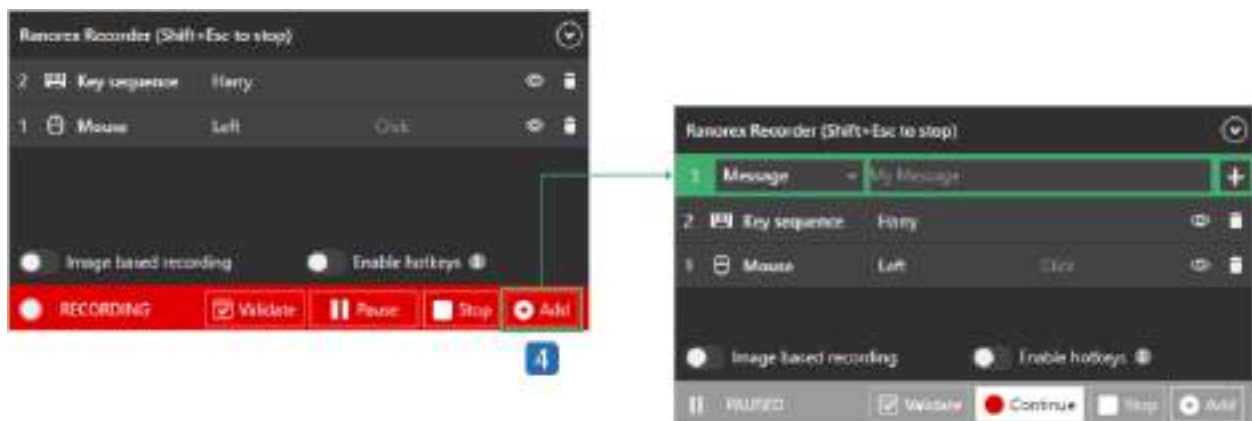 Ranorex Recorder (Shift+Esc to stop)
2 Key sequence Harry
1 Mouse Left Click
Image based recording Enable hotkeys
RECORDING Validate Pause Stop Add
4
Ranorex Recorder (Shift+Esc to stop)
3 Message My Message
2 Key sequence Harry
1 Mouse Left Click
Image based recording Enable hotkeys
PAUSED Validate Continue Stop Add